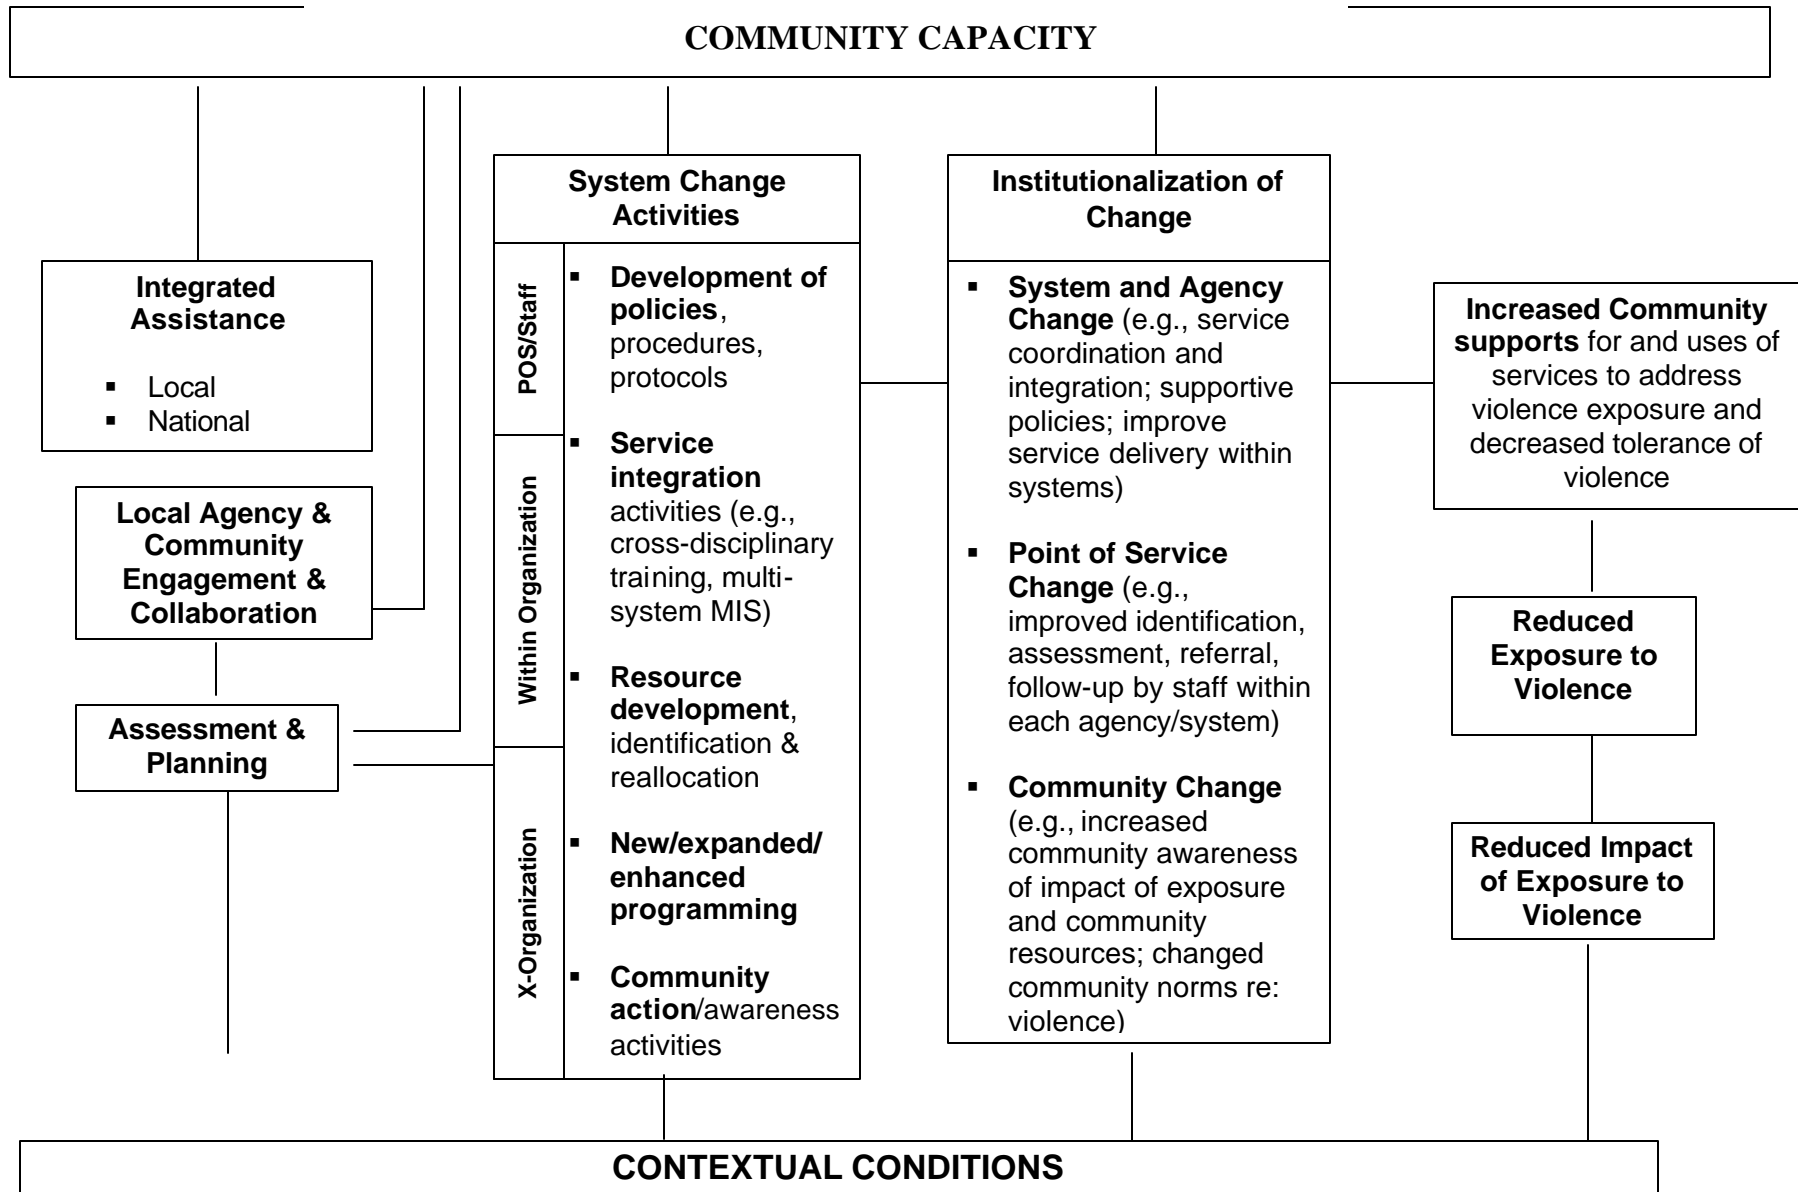 COMMUNITY CAPACITY
Integrated
Assistance
▪ Local
▪ National
Local Agency &
Community
Engagement &
Collaboration
Assessment &
Planning
System Change
Activities
POS/Staff
Within Organization
X-Organization
▪ Development of
policies,
procedures,
protocols
▪ Service
integration
activities (e.g.,
cross-disciplinary
training, multi-
system MIS)
▪ Resource
development,
identification &
reallocation
▪ New/expanded/
enhanced
programming
▪ Community
action/awareness
activities
Institutionalization of
Change
▪ System and Agency
Change (e.g., service
coordination and
integration; supportive
policies; improve
service delivery within
systems)
▪ Point of Service
Change (e.g.,
improved identification,
assessment, referral,
follow-up by staff within
each agency/system)
▪ Community Change
(e.g., increased
community awareness
of impact of exposure
and community
resources; changed
community norms re:
violence)
Increased Community
supports for and uses of
services to address
violence exposure and
decreased tolerance of
violence
Reduced
Exposure to
Violence
Reduced Impact
of Exposure to
Violence
CONTEXTUAL CONDITIONS